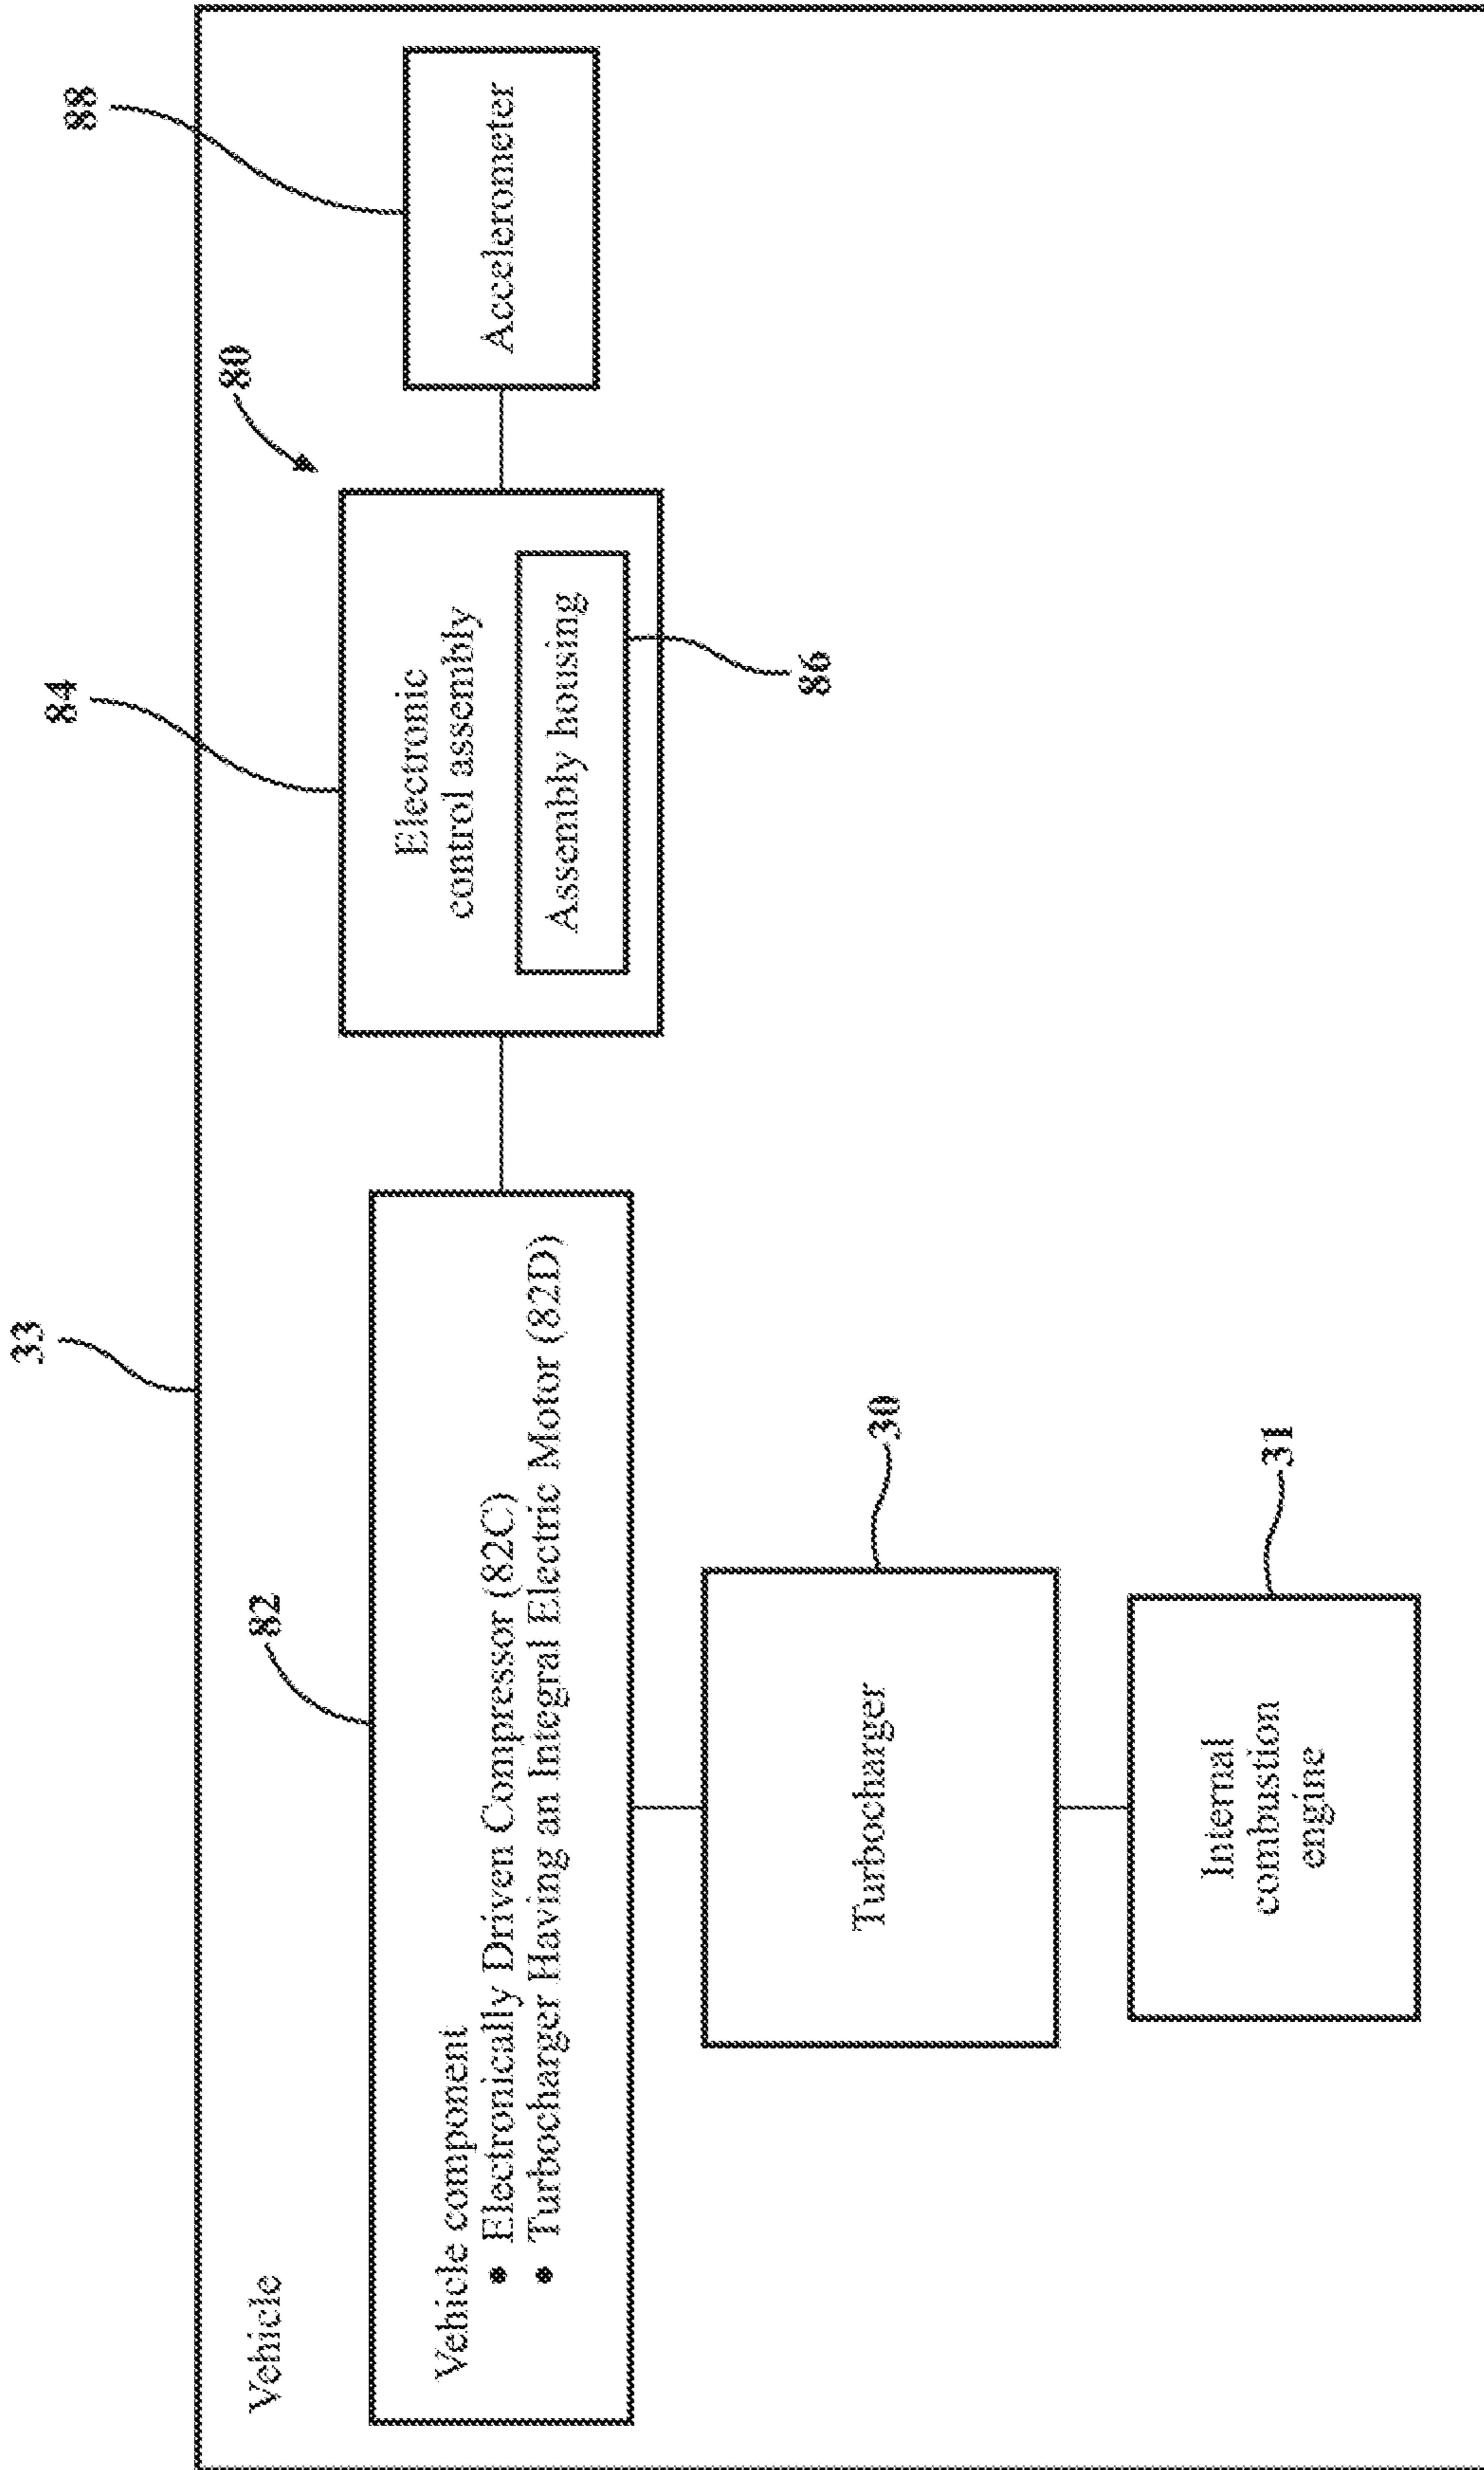 33
Vehicle
82
Vehicle component
• Electronically Driven Compressor (82C)
• Turbocharger Having an Integral Electric Motor (82D)
84
Electronic
control assembly
Assembly housing
86
80
88
Accelerometer
Turbocharger
30
Internal
combustion
engine
31